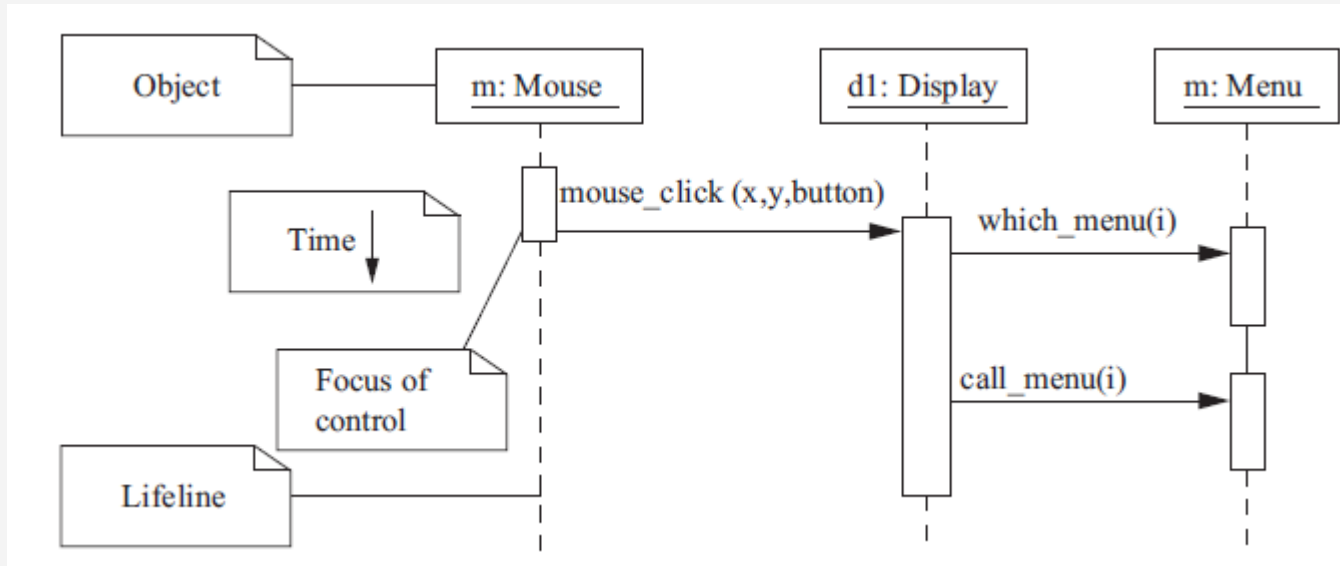 Object
m: Mouse
d1: Display
m: Menu
mouse_click (x,y,button)
which_menu(i)
Time
Focus of
control
call_menu(i)
Lifeline